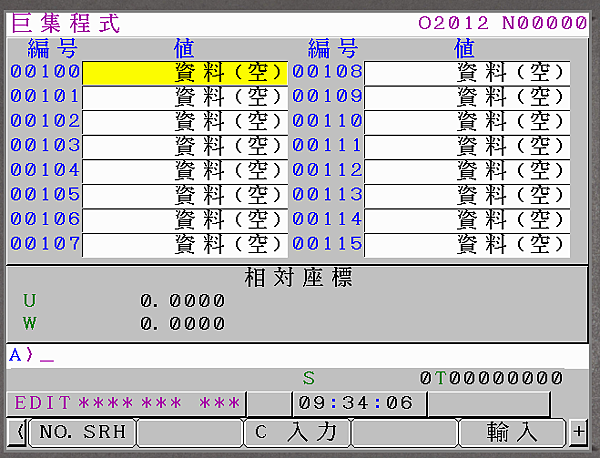 巨集程式 O2012 N00000
編号 值 編号 值
00100 資料(空) 00108 資料(空)
00101 資料(空) 00109 資料(空)
00102 資料(空) 00110 資料(空)
00103 資料(空) 00111 資料(空)
00104 資料(空) 00112 資料(空)
00105 資料(空) 00113 資料(空)
00106 資料(空) 00114 資料(空)
00107 資料(空) 00115 資料(空)
相対座標
U 0.0000
W 0.0000
A)_
S 0T00000000
EDIT **** *** *** 09:34:06
( NO. SRH C 入力 輸入 +